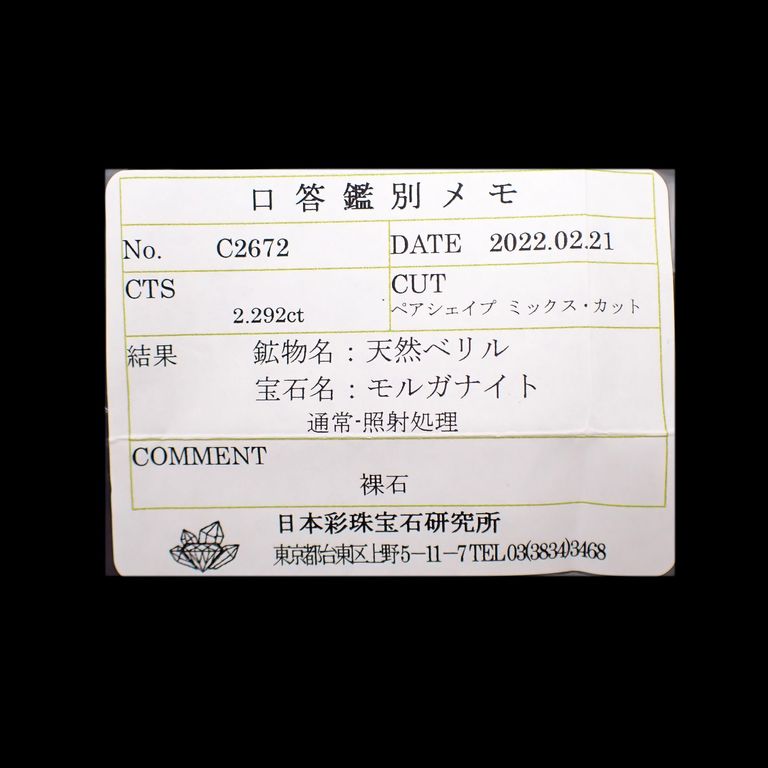 口答鑑別メモ
No. C2672 DATE 2022.02.21
CTS CUT
2.292ct ペアシェイプ ミックス・カット
結果 鉱物名：天然ベリル
宝石名：モルガナイト
通常-照射処理
COMMENT
裸石
日本彩珠宝石研究所
東京都台東区上野5-11-7 TEL 03(3834)3468